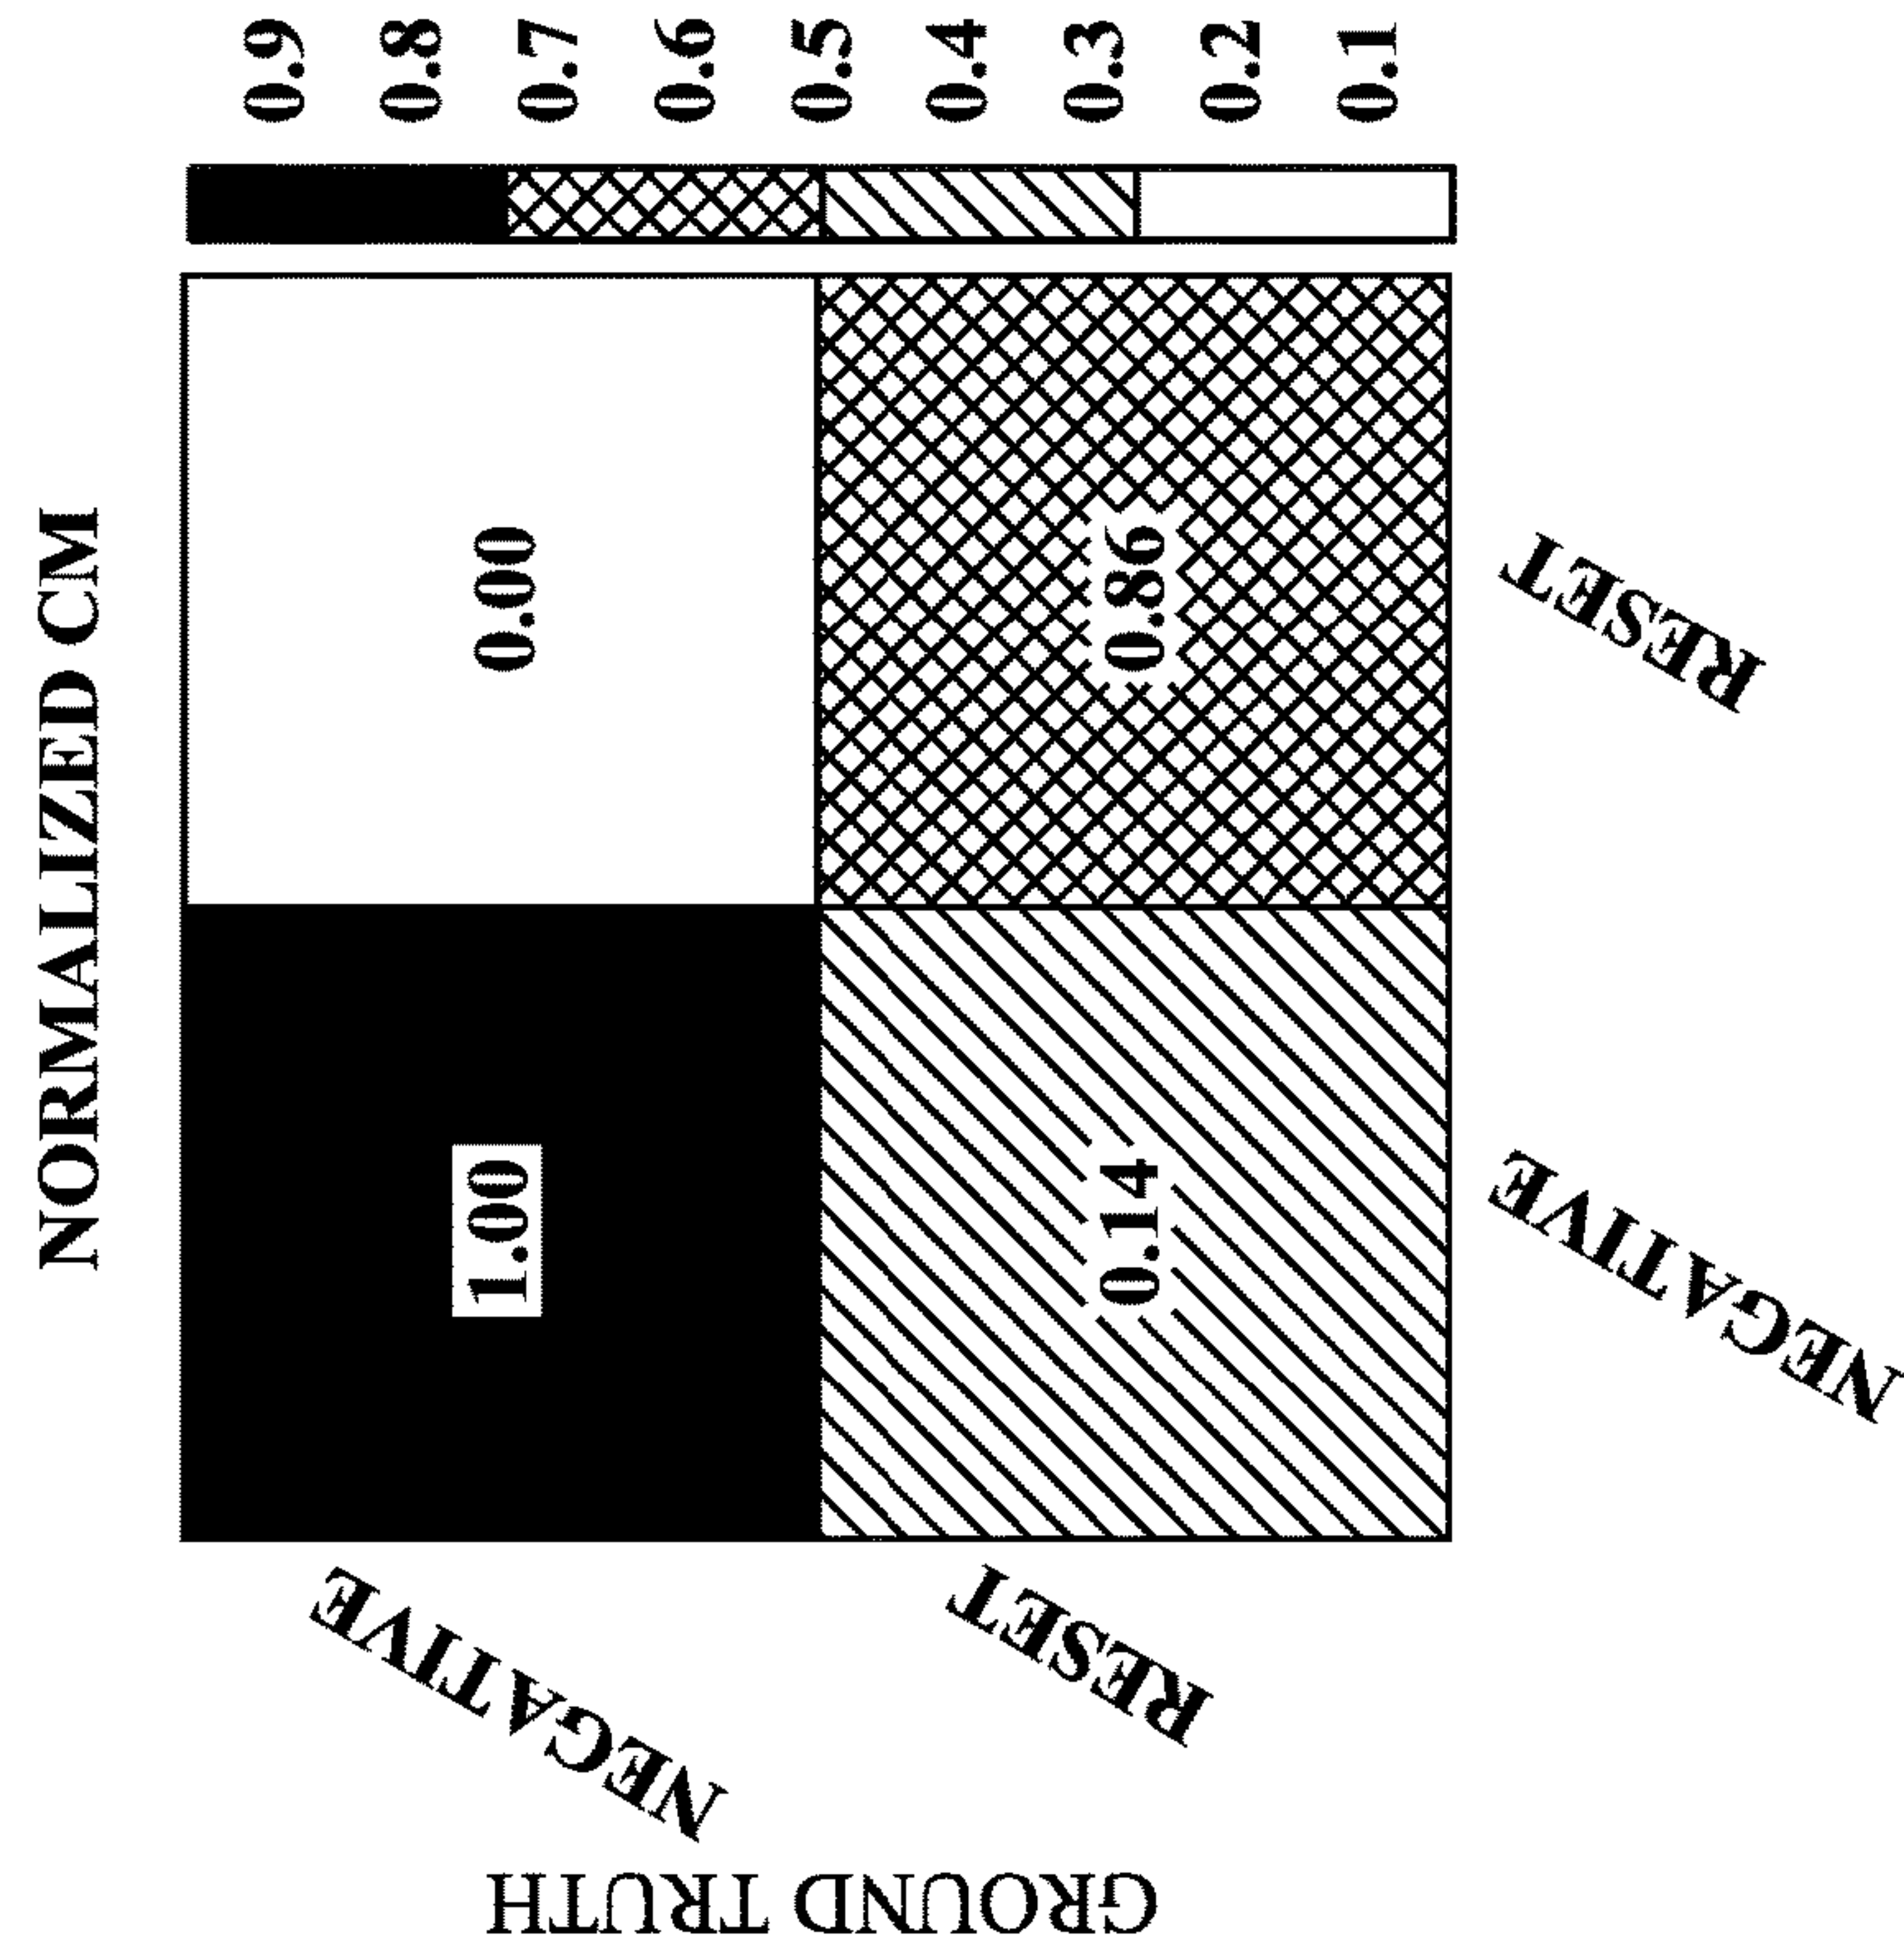 NORMALIZED CM
GROUND TRUTH
NEGATIVE
1.00
0.00
RESET
0.14
0.86
NEGATIVE
RESET
0.9
0.8
0.7
0.6
0.5
0.4
0.3
0.2
0.1